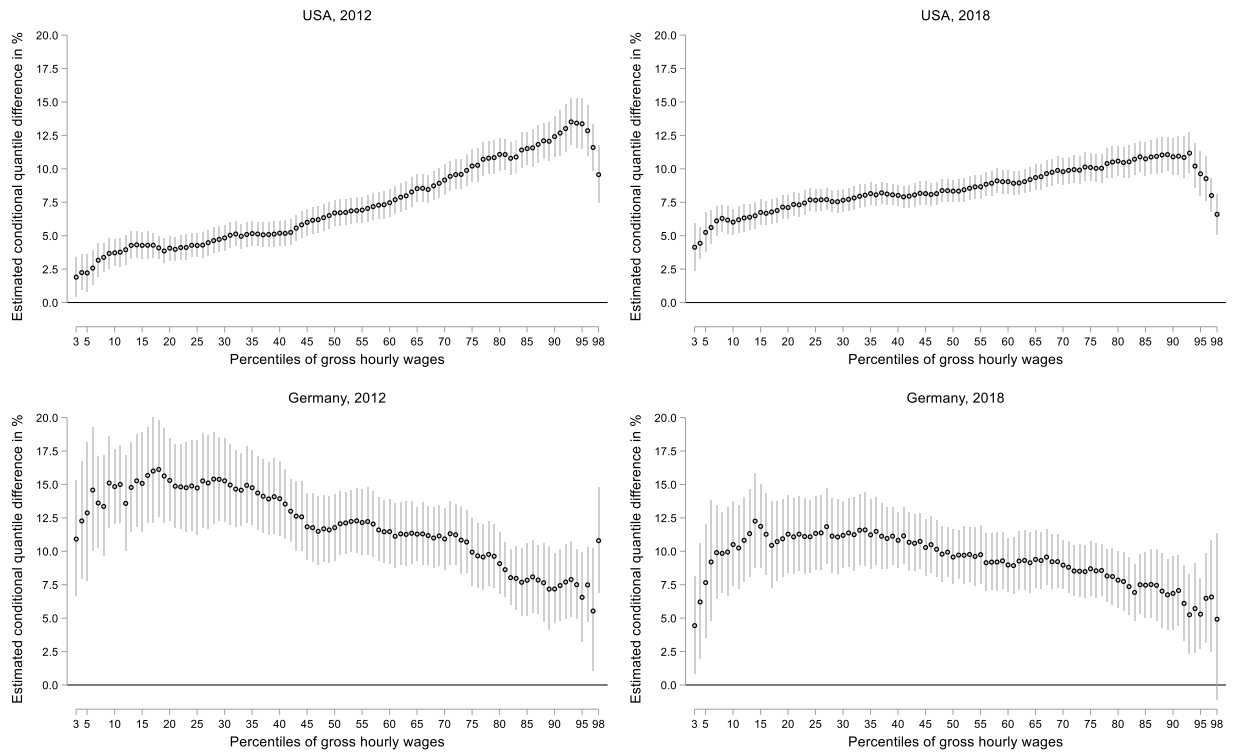 USA, 2012
Estimated conditional quantile difference in %
20.0
17.5
15.0
12.5
10.0
7.5
5.0
2.5
0.0
3 5 10 15 20 25 30 35 40 45 50 55 60 65 70 75 80 85 90 95 98
Percentiles of gross hourly wages
USA, 2018
Estimated conditional quantile difference in %
20.0
17.5
15.0
12.5
10.0
7.5
5.0
2.5
0.0
3 5 10 15 20 25 30 35 40 45 50 55 60 65 70 75 80 85 90 95 98
Percentiles of gross hourly wages
Germany, 2012
Estimated conditional quantile difference in %
20.0
17.5
15.0
12.5
10.0
7.5
5.0
2.5
0.0
3 5 10 15 20 25 30 35 40 45 50 55 60 65 70 75 80 85 90 95 98
Percentiles of gross hourly wages
Germany, 2018
Estimated conditional quantile difference in %
20.0
17.5
15.0
12.5
10.0
7.5
5.0
2.5
0.0
3 5 10 15 20 25 30 35 40 45 50 55 60 65 70 75 80 85 90 95 98
Percentiles of gross hourly wages